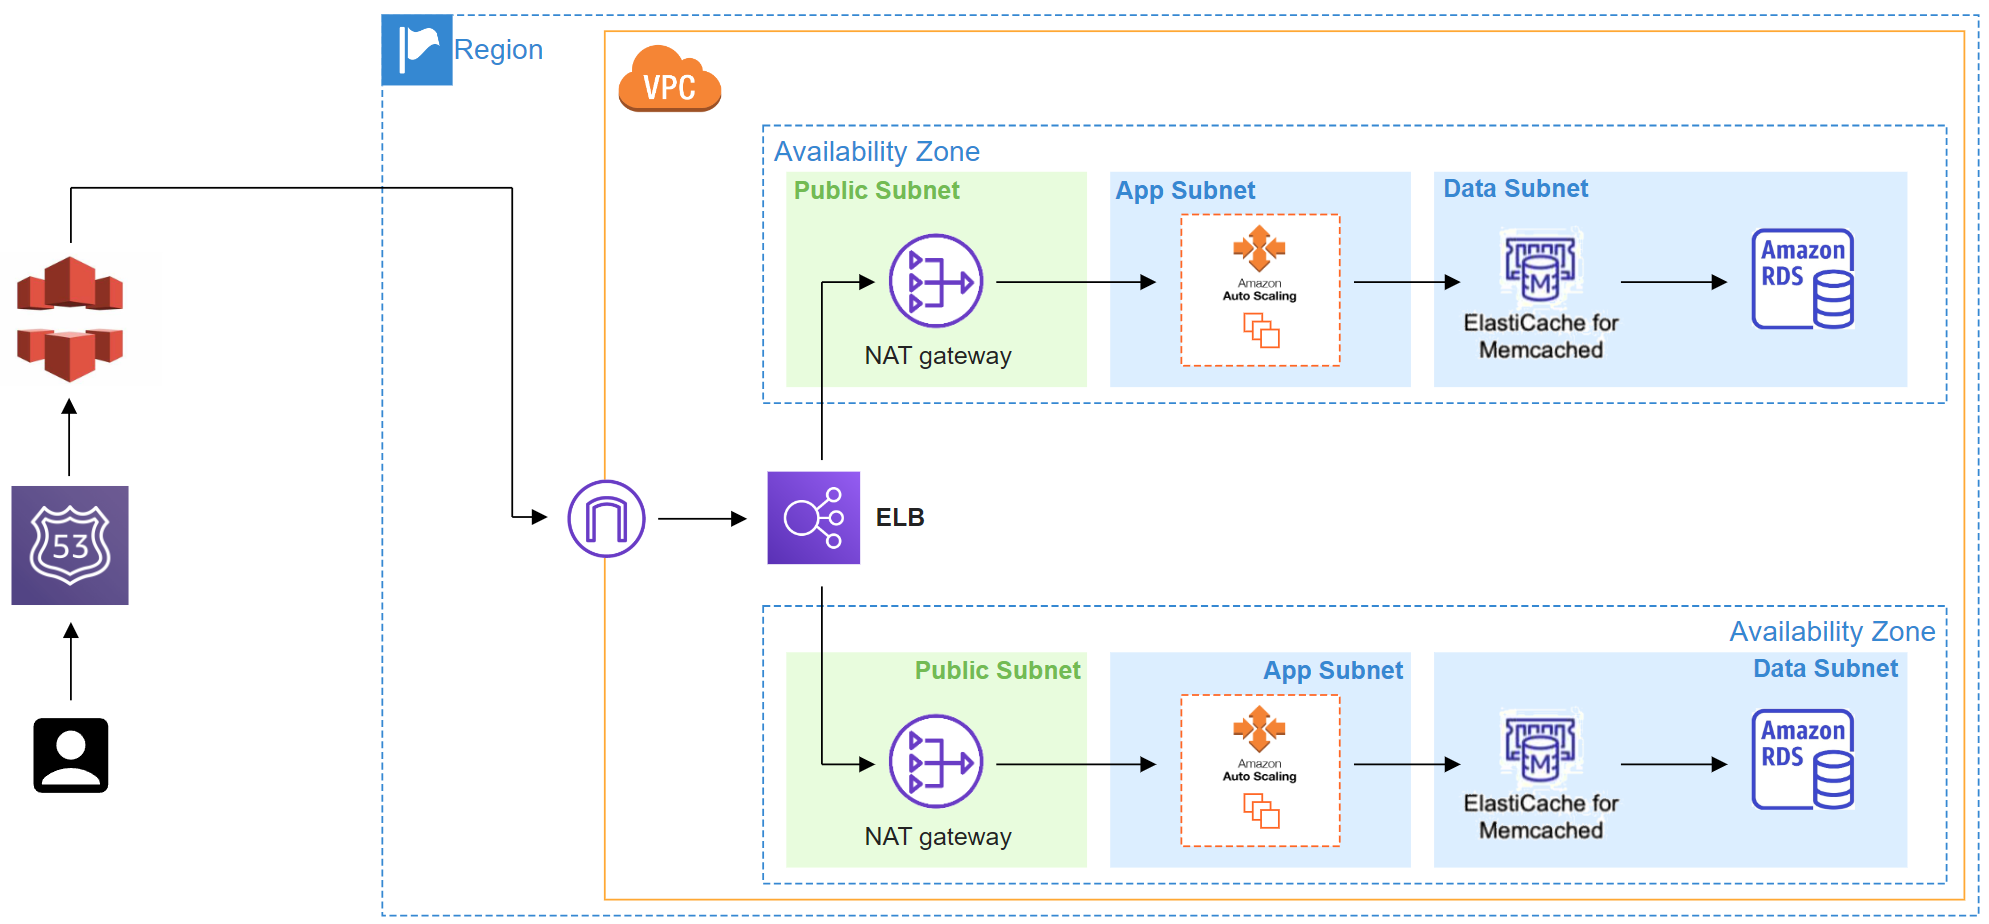 Region
VPC
Availability Zone
Public Subnet
App Subnet
Data Subnet
Amazon
Auto Scaling
Amazon
RDS
NAT gateway
ElastiCache for
Memcached
53
ELB
Availability Zone
Public Subnet
App Subnet
Data Subnet
Amazon
Auto Scaling
Amazon
RDS
NAT gateway
ElastiCache for
Memcached
M
M